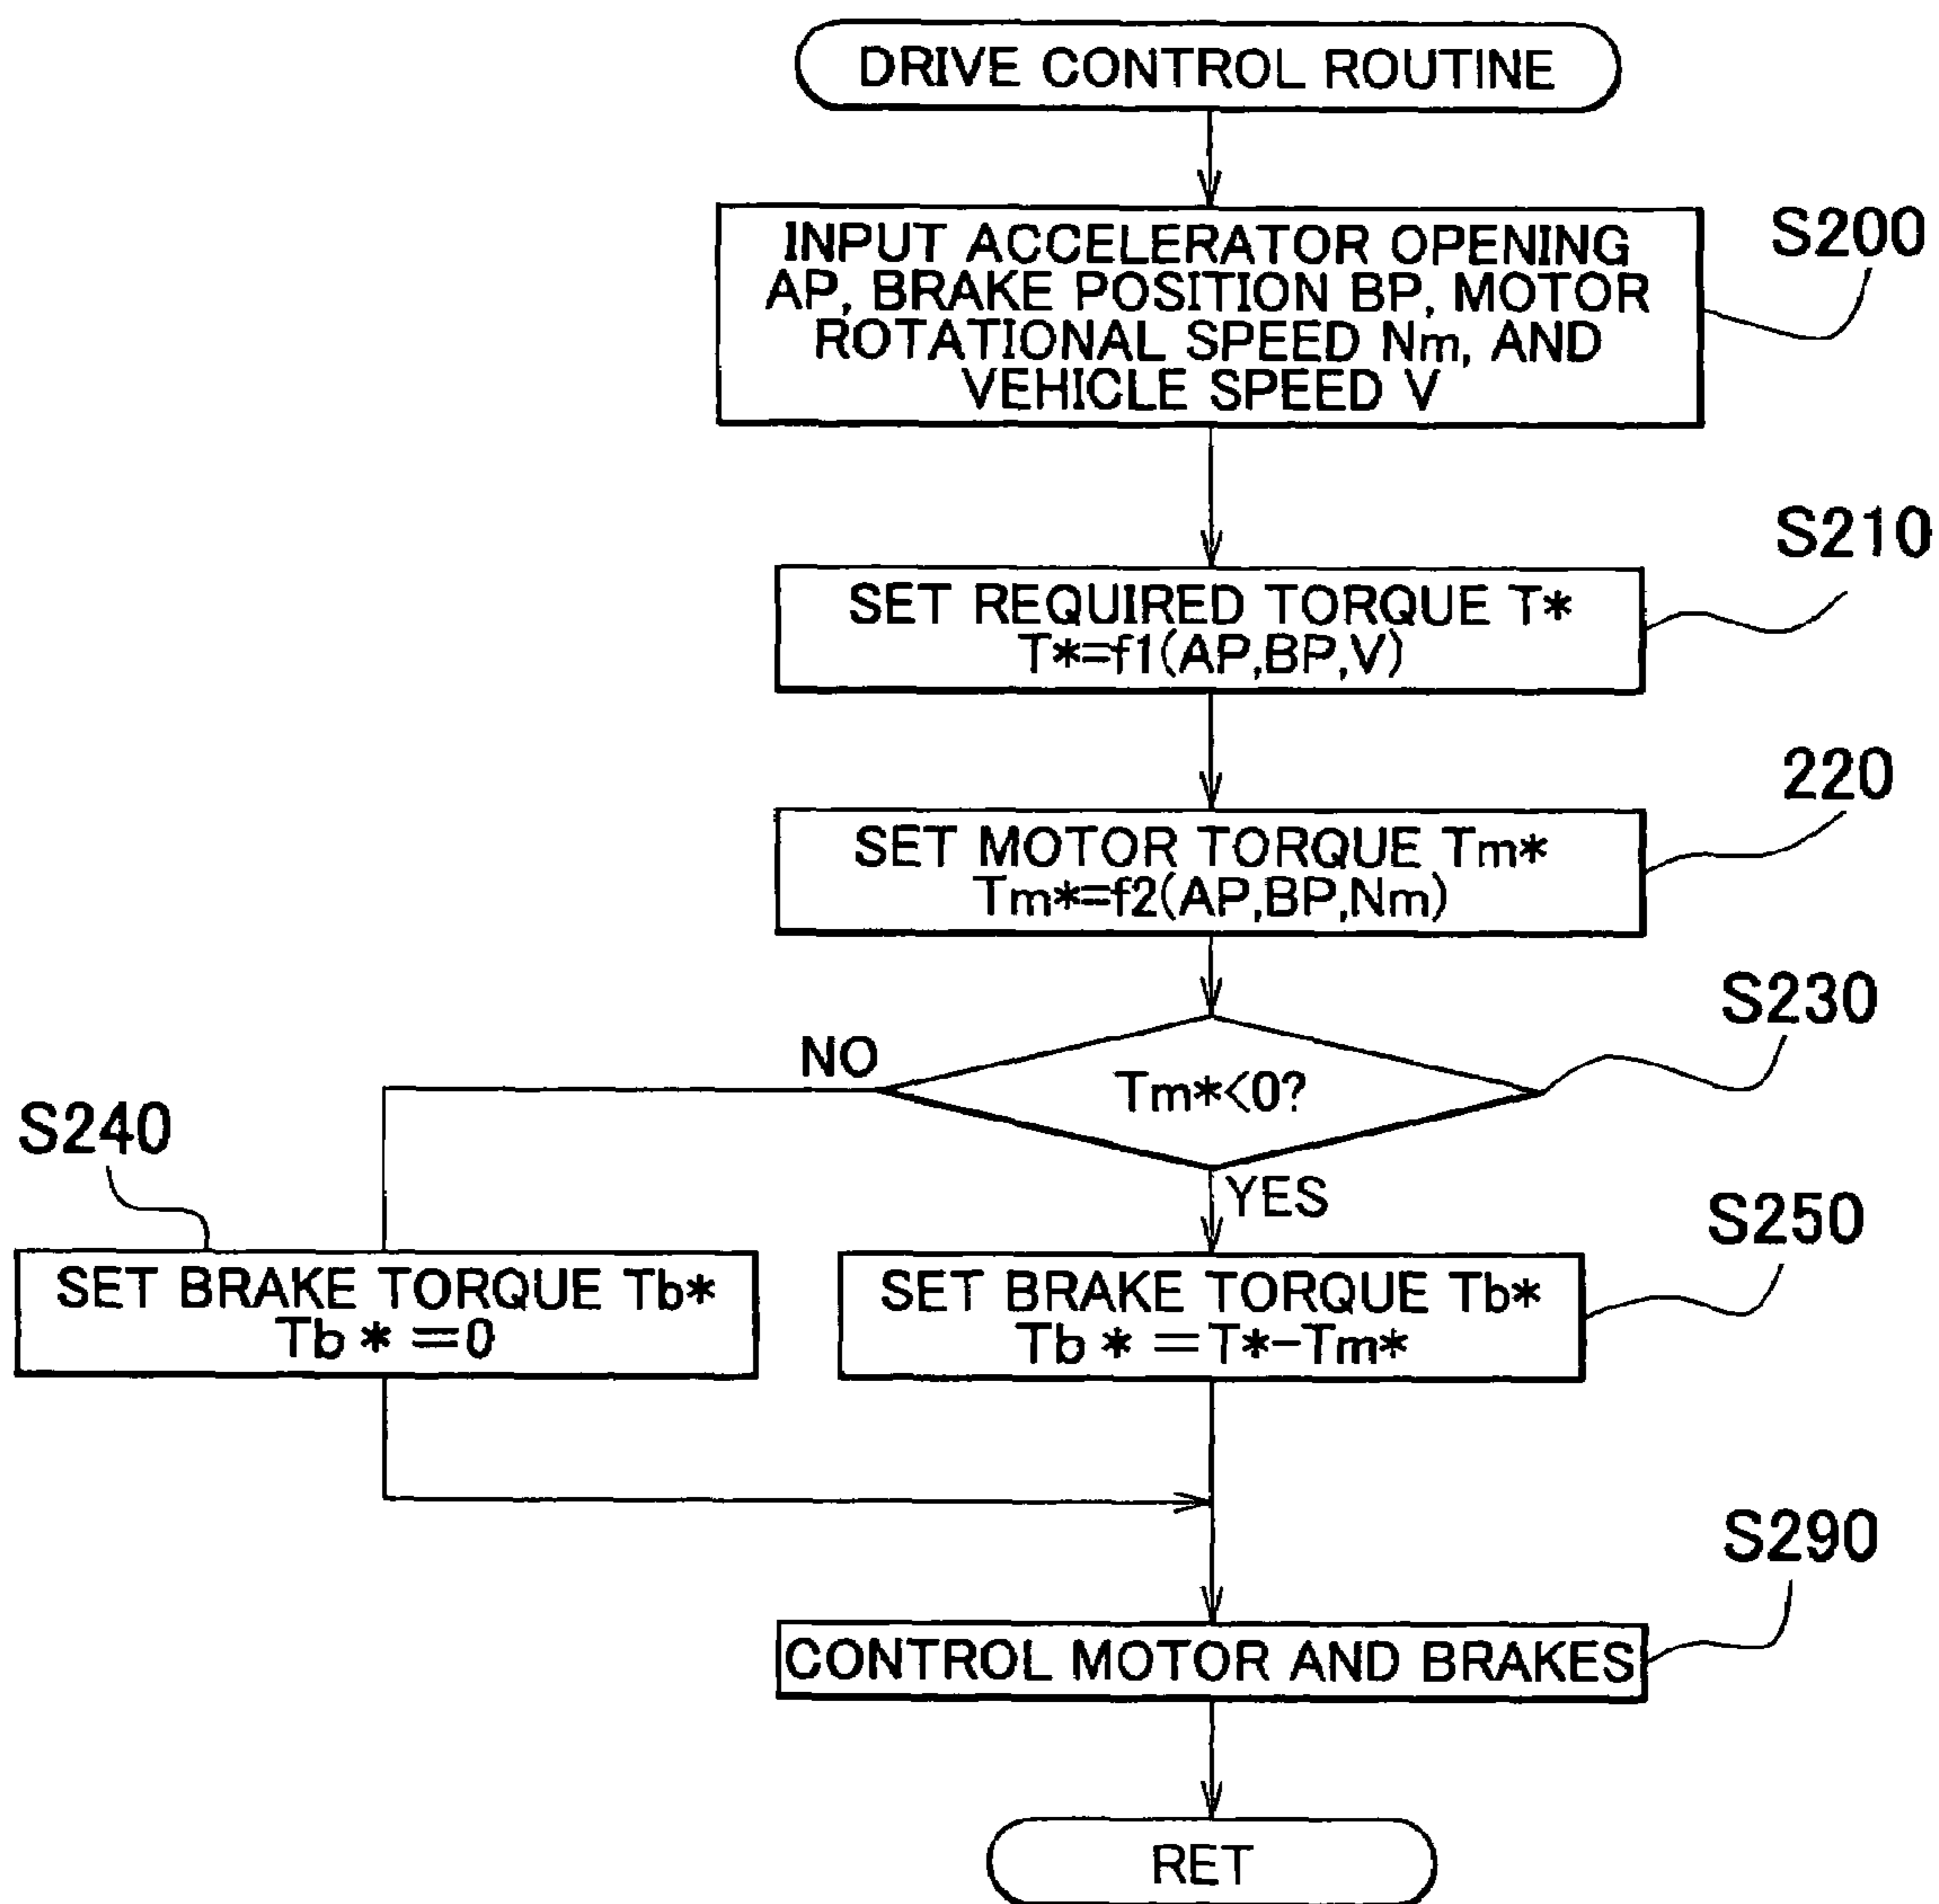 DRIVE CONTROL ROUTINE
INPUT ACCELERATOR OPENING
AP, BRAKE POSITION BP, MOTOR
ROTATIONAL SPEED Nm, AND
VEHICLE SPEED V
S200
SET REQUIRED TORQUE T*
T*=f1(AP,BP,V)
S210
SET MOTOR TORQUE Tm*
Tm*=f2(AP,BP,Nm)
220
Tm*<0?
S230
NO
YES
S240
SET BRAKE TORQUE Tb*
Tb * =0
SET BRAKE TORQUE Tb*
Tb * =T*-Tm*
S250
CONTROL MOTOR AND BRAKES
S290
RET